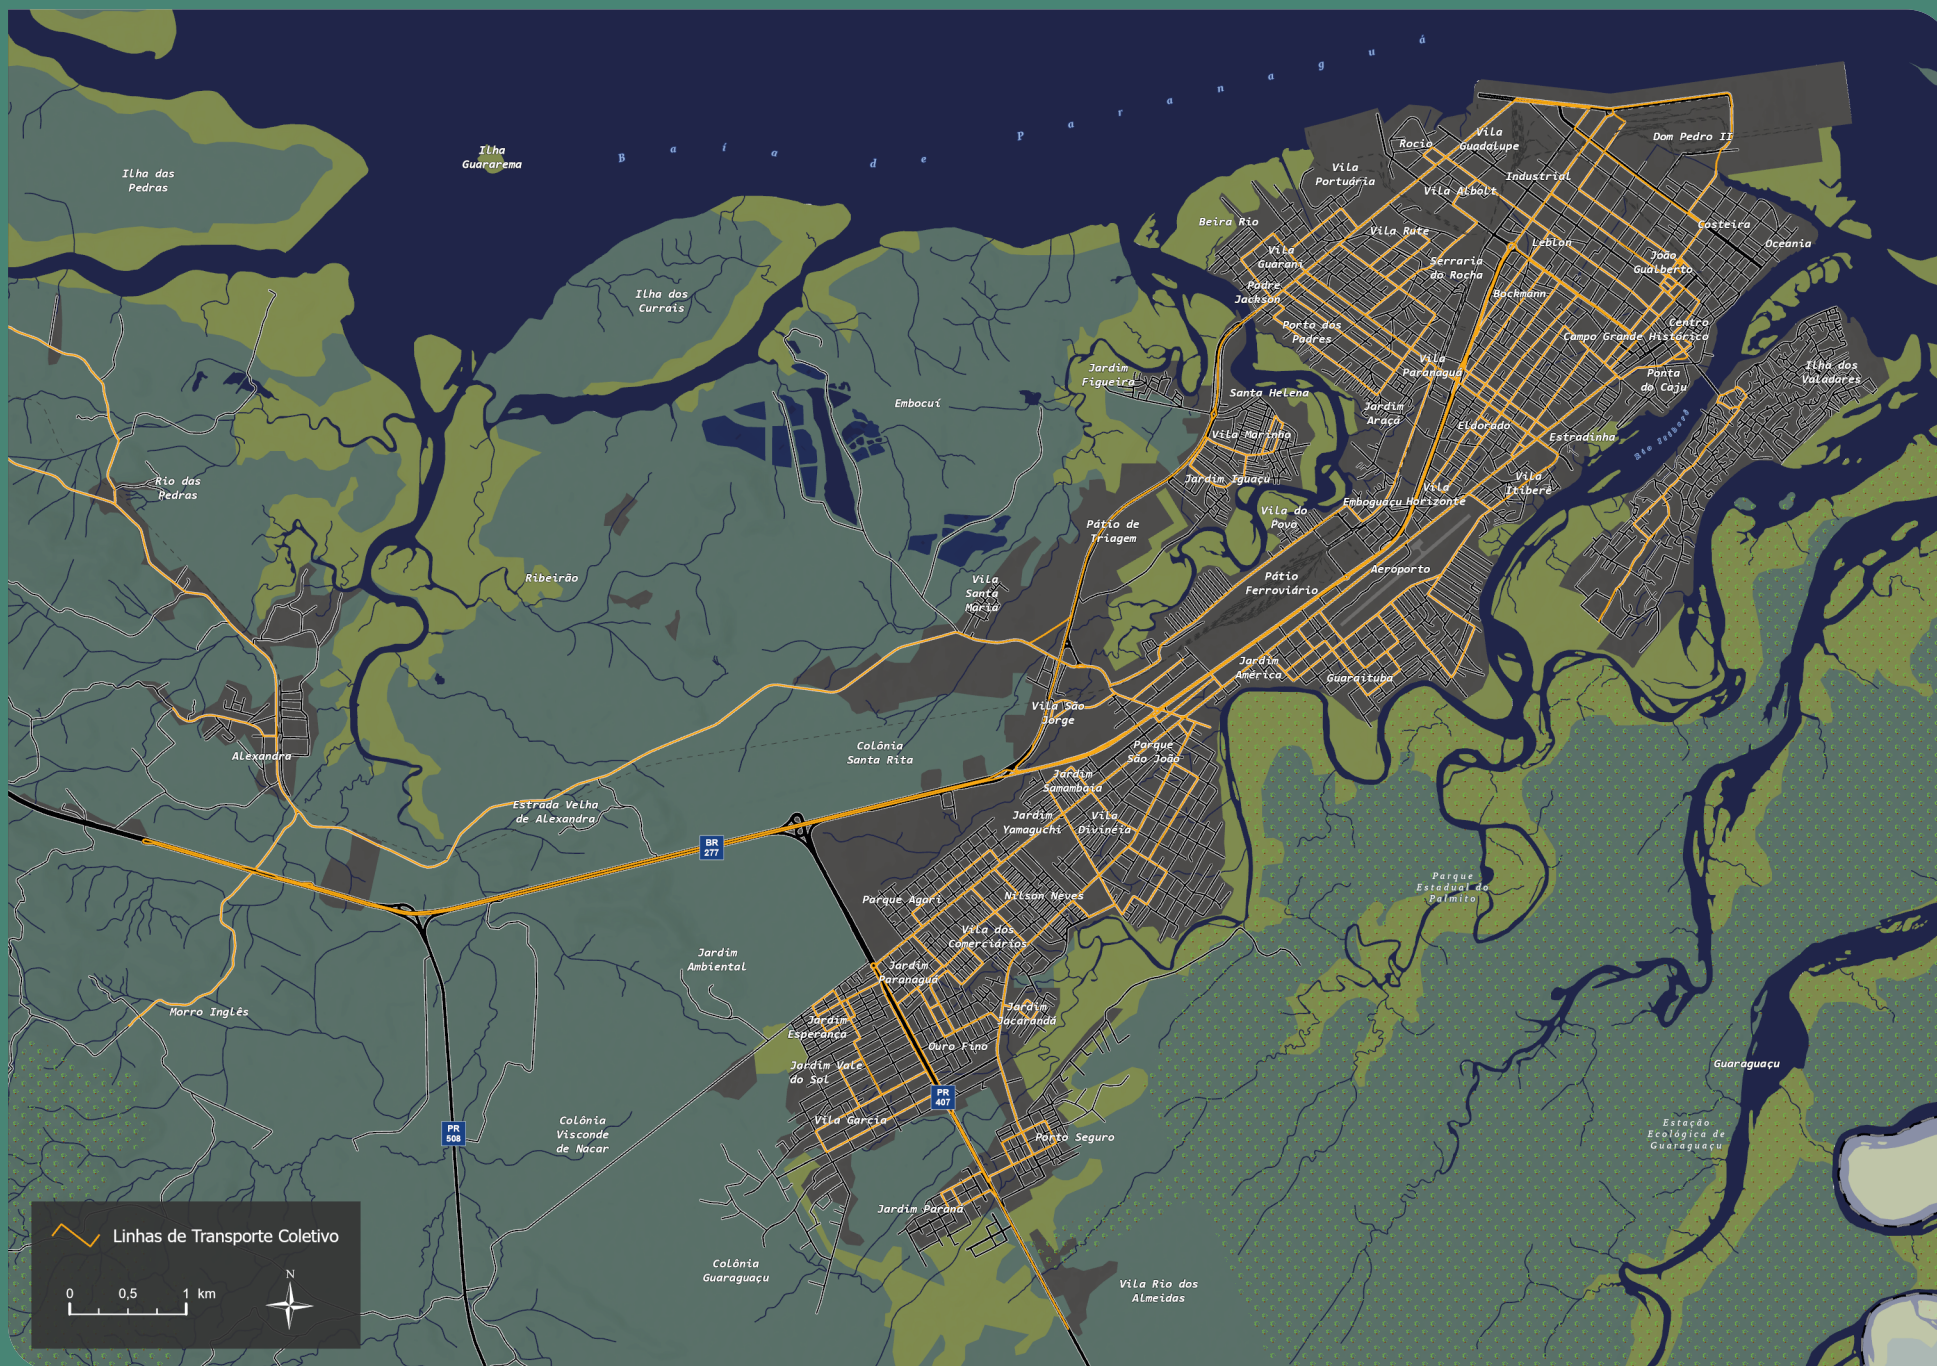 Baía de Paranaguá
Ilha das
Pedras
Ilha
Guararema
Ilha dos
Currais
Embocuí
Beira Rio
Vila
Portuária
Rocio
Vila
Guadalupe
Dom Pedro II
Industrial
Vila Alboit
Costeira
Oceania
Vila Rute
Leblon
Vila
Guarani
Serraria
do Rocha
João
Gualberto
Padre
Jackson
Bockmann
Porto dos
Padres
Campo Grande
Centro
Histórico
Vila
Paranaguá
Ponta
do Caju
Ilha dos
Valadares
Jardim
Figueira
Santa Helena
Jardim
Araçá
Vila Marinho
Eldorado
Estradinha
Rio Itiberê
Jardim Iguaçu
Vila
Itiberê
Emboguaçu
Vila
Horizonte
Vila do
Povo
Pátio de
Triagem
Aeroporto
Pátio
Ferroviário
Rio das
Pedras
Ribeirão
Vila
Santa
Maria
Jardim
América
Guaraituba
Vila São
Jorge
Alexandra
Colônia
Santa Rita
Parque
São João
Jardim
Samambaia
Estrada Velha
de Alexandra
Jardim
Yamaguchi
Vila
Divinéia
BR
277
Parque
Estadual do
Palmito
Parque Agari
Nilson Neves
Vila dos
Comerciários
Jardim
Ambiental
Jardim
Paranaguá
Morro Inglês
Jardim
Esperança
Jardim
Jacarandá
Ouro Fino
Jardim Vale
do Sol
Guaraguaçu
PR
407
Vila Garcia
Porto Seguro
PR
508
Colônia
Visconde
de Nacar
Estação
Ecológica de
Guaraguaçu
Jardim Paraná
Colônia
Guaraguaçu
Vila Rio dos
Almeidas
Linhas de Transporte Coletivo
0 0,5 1 km
N